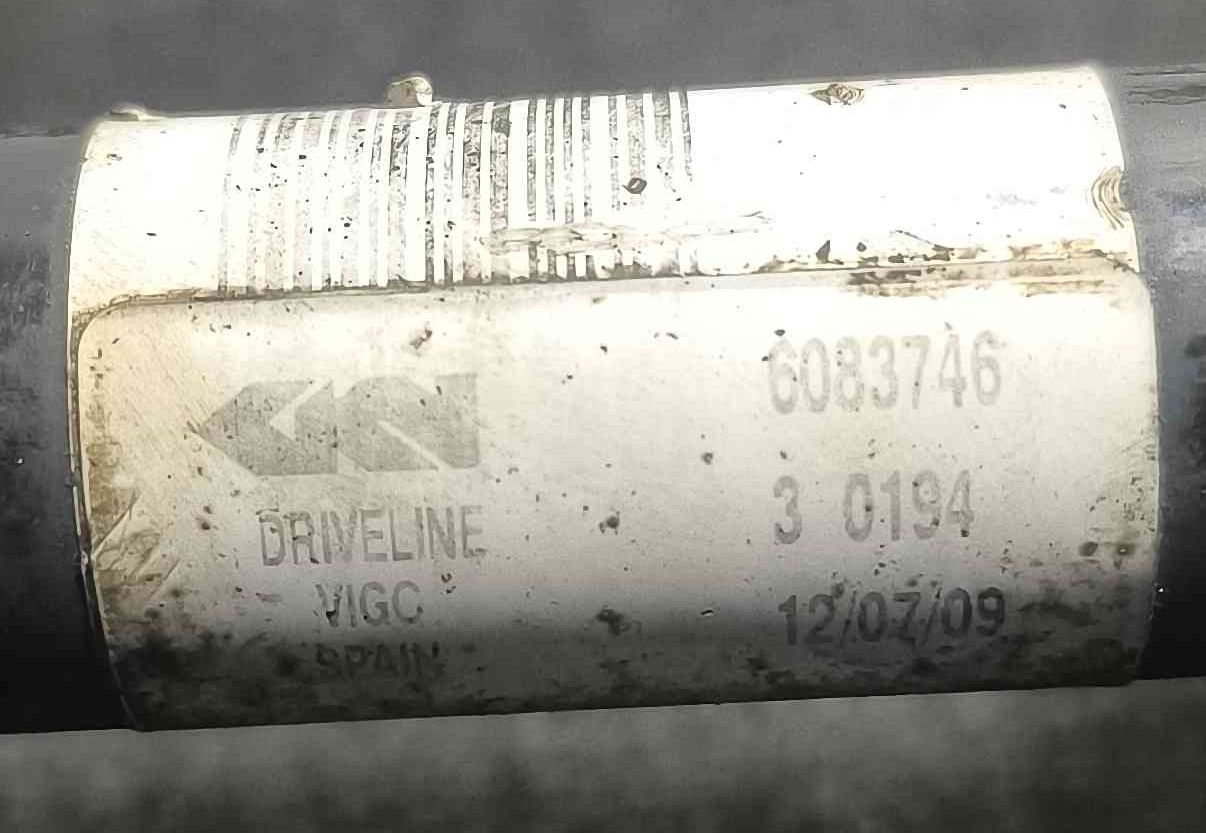 6083746
3 0194
12/07/09
DRIVELINE
VIGO
SPAIN